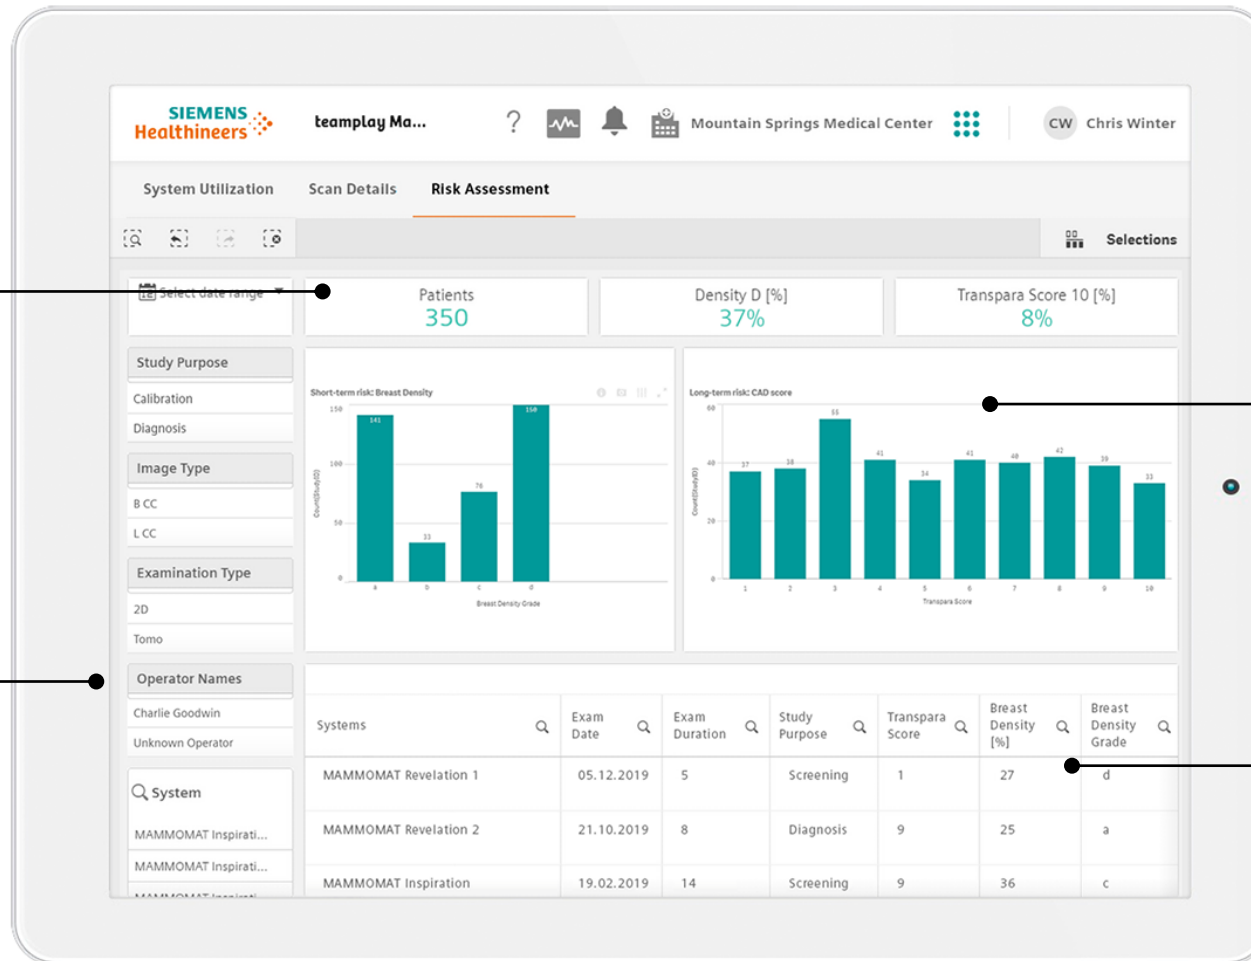 SIEMENS
Healthineers
teamplay Ma...
?
Mountain Springs Medical Center
CW
Chris Winter
System Utilization
Scan Details
Risk Assessment
Selections
12
Select date range
Patients
350
Density D [%]
37%
Transpara Score 10 [%]
8%
Study Purpose
Calibration
Diagnosis
Image Type
B CC
L CC
Examination Type
2D
Tomo
Operator Names
Charlie Goodwin
Unknown Operator
System
MAMMOMAT Inspirati...
MAMMOMAT Inspirati...
MAMMOMAT Inspirati...
Short-term risk: Breast Density
Count(StudyID)
150
100
50
0
141
33
76
150
a
b
c
d
Breast Density Grade
Long-term risk: CAD score
Count(StudyID)
60
40
20
0
37
38
55
41
34
41
40
42
39
33
1
2
3
4
5
6
7
8
9
10
Transpara Score
Systems
Exam Date
Exam Duration
Study Purpose
Transpara Score
Breast Density [%]
Breast Density Grade
MAMMOMAT Revelation 1 05.12.2019 5 Screening 1 27 d
MAMMOMAT Revelation 2 21.10.2019 8 Diagnosis 9 25 a
MAMMOMAT Inspiration 19.02.2019 14 Screening 9 36 c